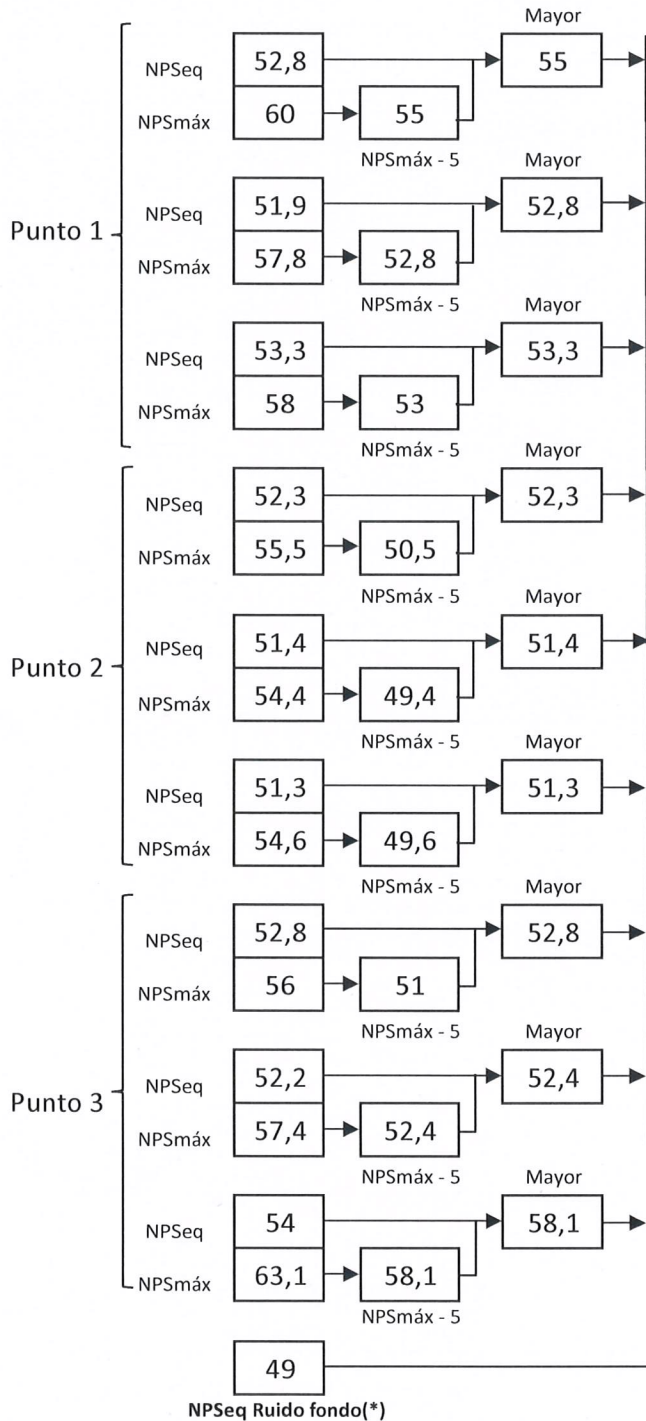 Mayor
NPSeq 52,8 55
NPSmáx 60 55
NPSmáx - 5
Mayor
Punto 1
NPSeq 51,9 52,8
NPSmáx 57,8 52,8
NPSmáx - 5
Mayor
NPSeq 53,3 53,3
NPSmáx 58 53
NPSmáx - 5
Mayor
NPSeq 52,3 52,3
NPSmáx 55,5 50,5
NPSmáx - 5
Mayor
Punto 2
NPSeq 51,4 51,4
NPSmáx 54,4 49,4
NPSmáx - 5
Mayor
NPSeq 51,3 51,3
NPSmáx 54,6 49,6
NPSmáx - 5
Mayor
NPSeq 52,8 52,8
NPSmáx 56 51
NPSmáx - 5
Mayor
Punto 3
NPSeq 52,2 52,4
NPSmáx 57,4 52,4
NPSmáx - 5
Mayor
NPSeq 54 58,1
NPSmáx 63,1 58,1
NPSmáx - 5
49
NPSeq Ruido fondo(*)